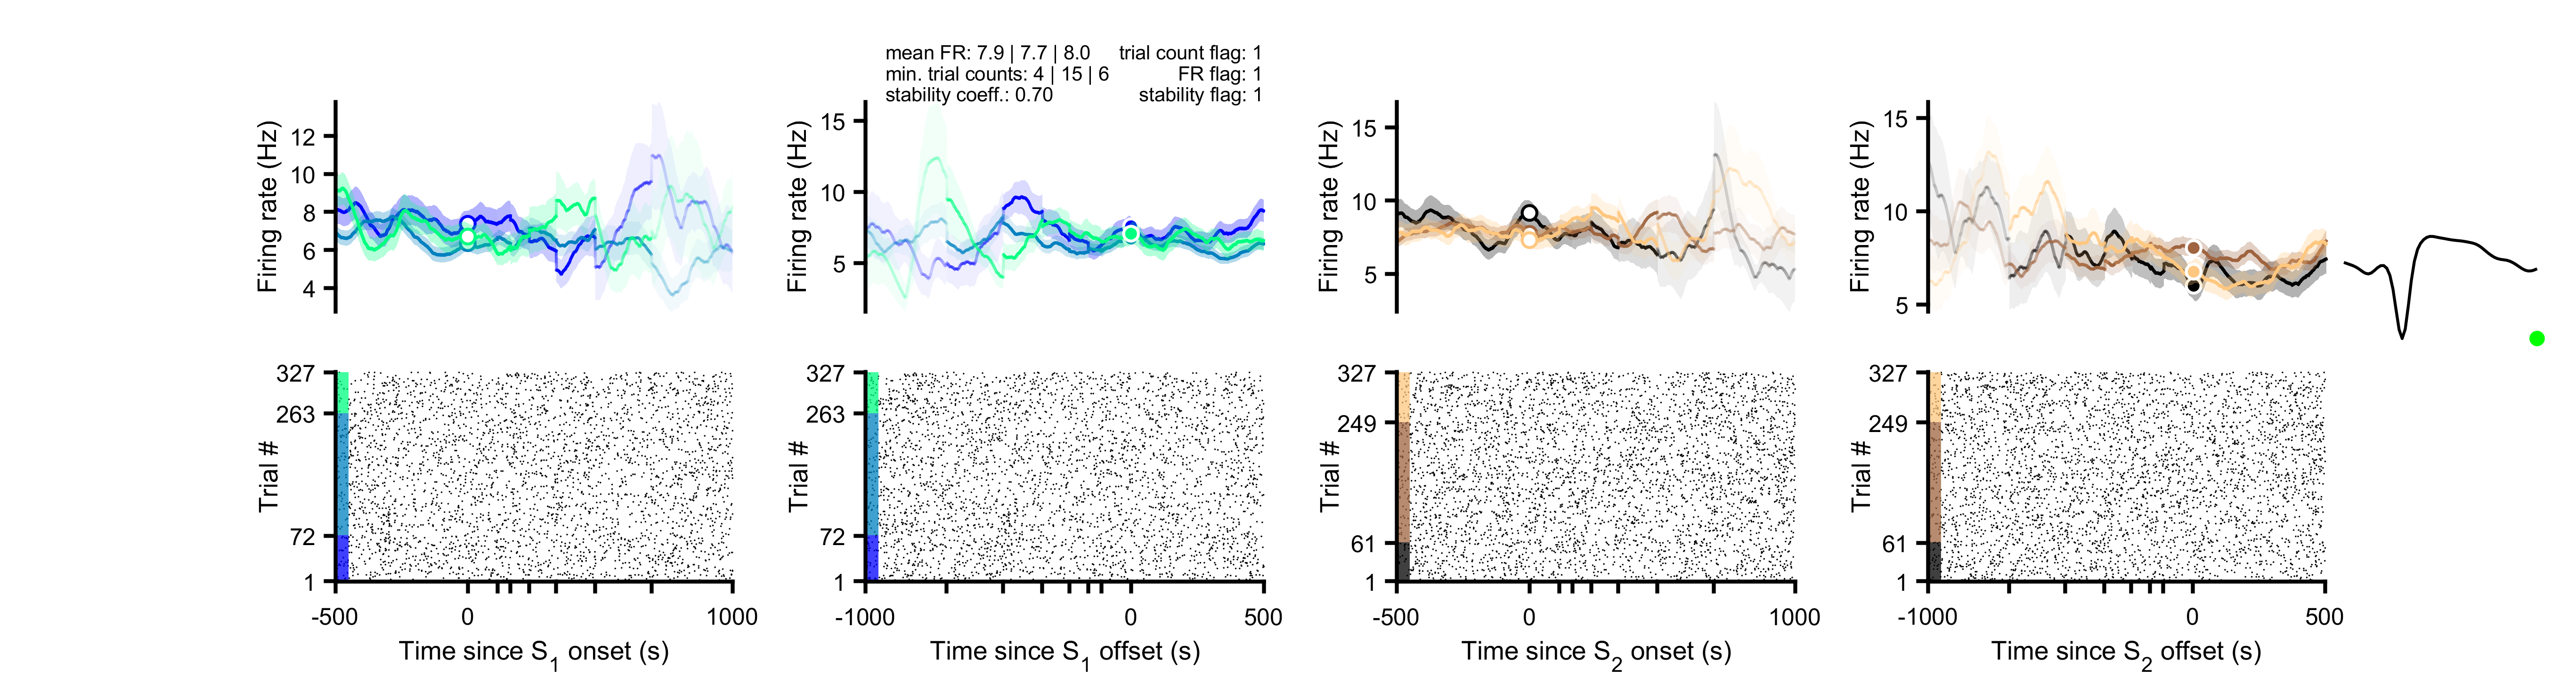 mean FR: 7.9 | 7.7 | 8.0 trial count flag: 1
min. trial counts: 4 | 15 | 6 FR flag: 1
stability coeff.: 0.70 stability flag: 1
Firing rate (Hz)
12
10
8
6
4
Firing rate (Hz)
15
10
5
Firing rate (Hz)
15
10
5
Firing rate (Hz)
15
10
5
Trial #
327
263
72
1
-500
0
1000
Time since S1 onset (s)
Trial #
327
263
72
1
-1000
0
500
Time since S1 offset (s)
Trial #
327
249
61
1
-500
0
1000
Time since S2 onset (s)
Trial #
327
249
61
1
-1000
0
500
Time since S2 offset (s)